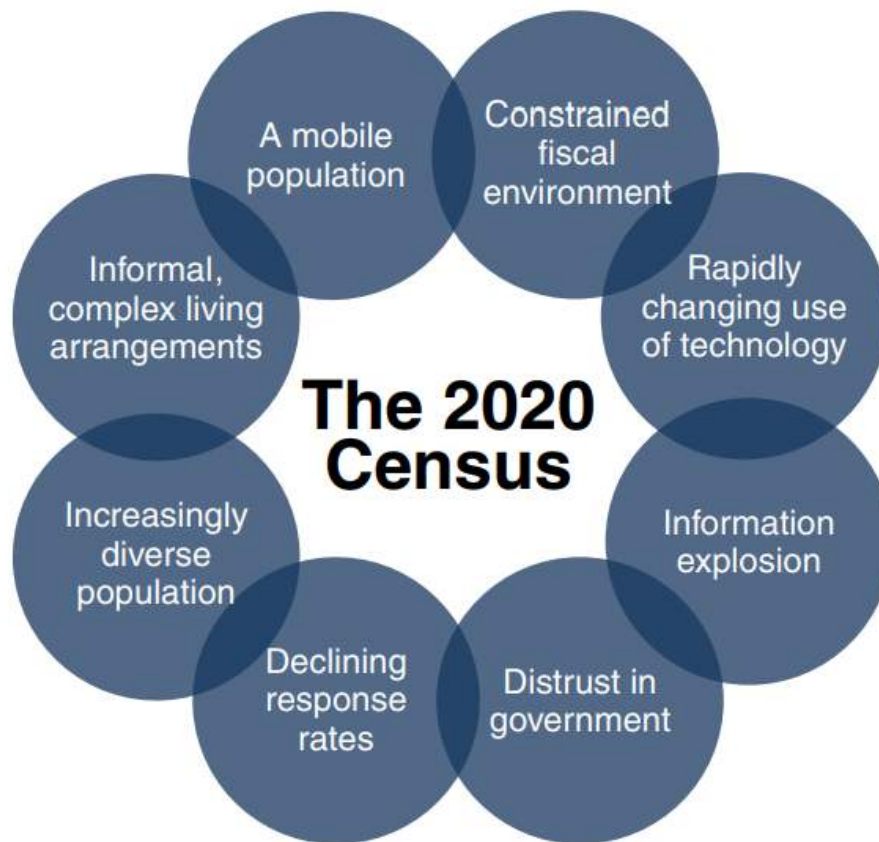 A mobile
population
Constrained
fiscal
environment
Rapidly
changing use
of technology
Information
explosion
Distrust in
government
Declining
response
rates
Increasingly
diverse
population
Informal,
complex living
arrangements
The 2020
Census